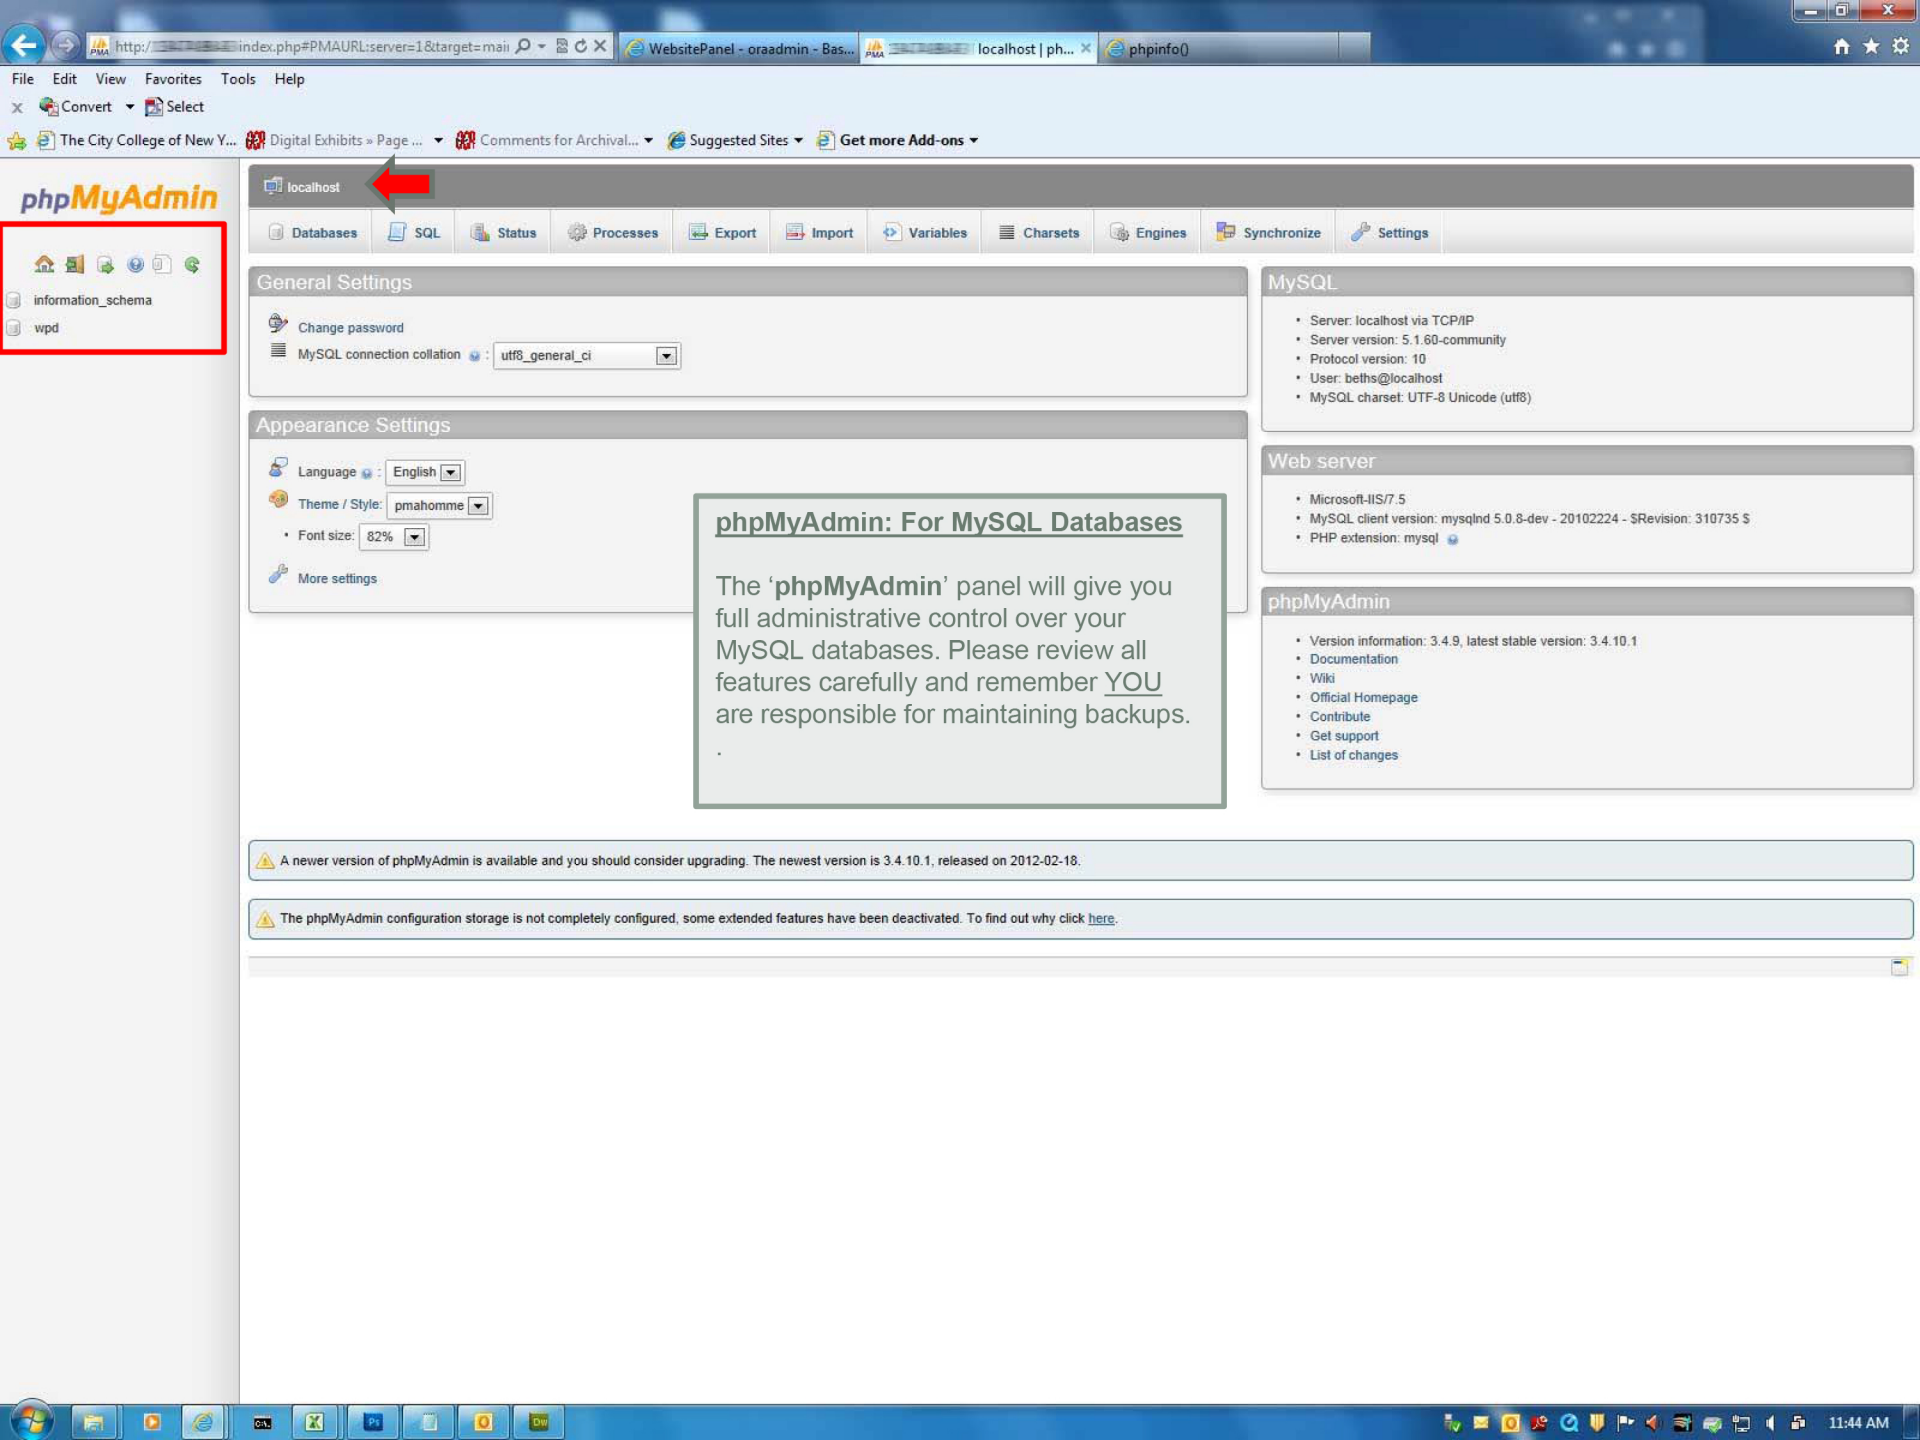 http:// index.php#PMAURL:server=1&target=mai
WebsitePanel - oraadmin - Bas...
localhost | ph...
phpinfo()
File Edit View Favorites Tools Help
x Convert Select
The City College of New Y... Digital Exhibits » Page ... Comments for Archival... Suggested Sites Get more Add-ons
phpMyAdmin
information_schema
wpd
localhost
Databases SQL Status Processes Export Import Variables Charsets Engines Synchronize Settings
General Settings
Change password
MySQL connection collation : utf8_general_ci
Appearance Settings
Language : English
Theme / Style: pmahomme
• Font size: 82%
More settings
phpMyAdmin: For MySQL Databases
The ‘phpMyAdmin’ panel will give you
full administrative control over your
MySQL databases. Please review all
features carefully and remember YOU
are responsible for maintaining backups.
.
MySQL
• Server: localhost via TCP/IP
• Server version: 5.1.60-community
• Protocol version: 10
• User: beths@localhost
• MySQL charset: UTF-8 Unicode (utf8)
Web server
• Microsoft-IIS/7.5
• MySQL client version: mysqlnd 5.0.8-dev - 20102224 - $Revision: 310735 $
• PHP extension: mysql
phpMyAdmin
• Version information: 3.4.9, latest stable version: 3.4.10.1
• Documentation
• Wiki
• Official Homepage
• Contribute
• Get support
• List of changes
A newer version of phpMyAdmin is available and you should consider upgrading. The newest version is 3.4.10.1, released on 2012-02-18.
The phpMyAdmin configuration storage is not completely configured, some extended features have been deactivated. To find out why click here.
11:44 AM